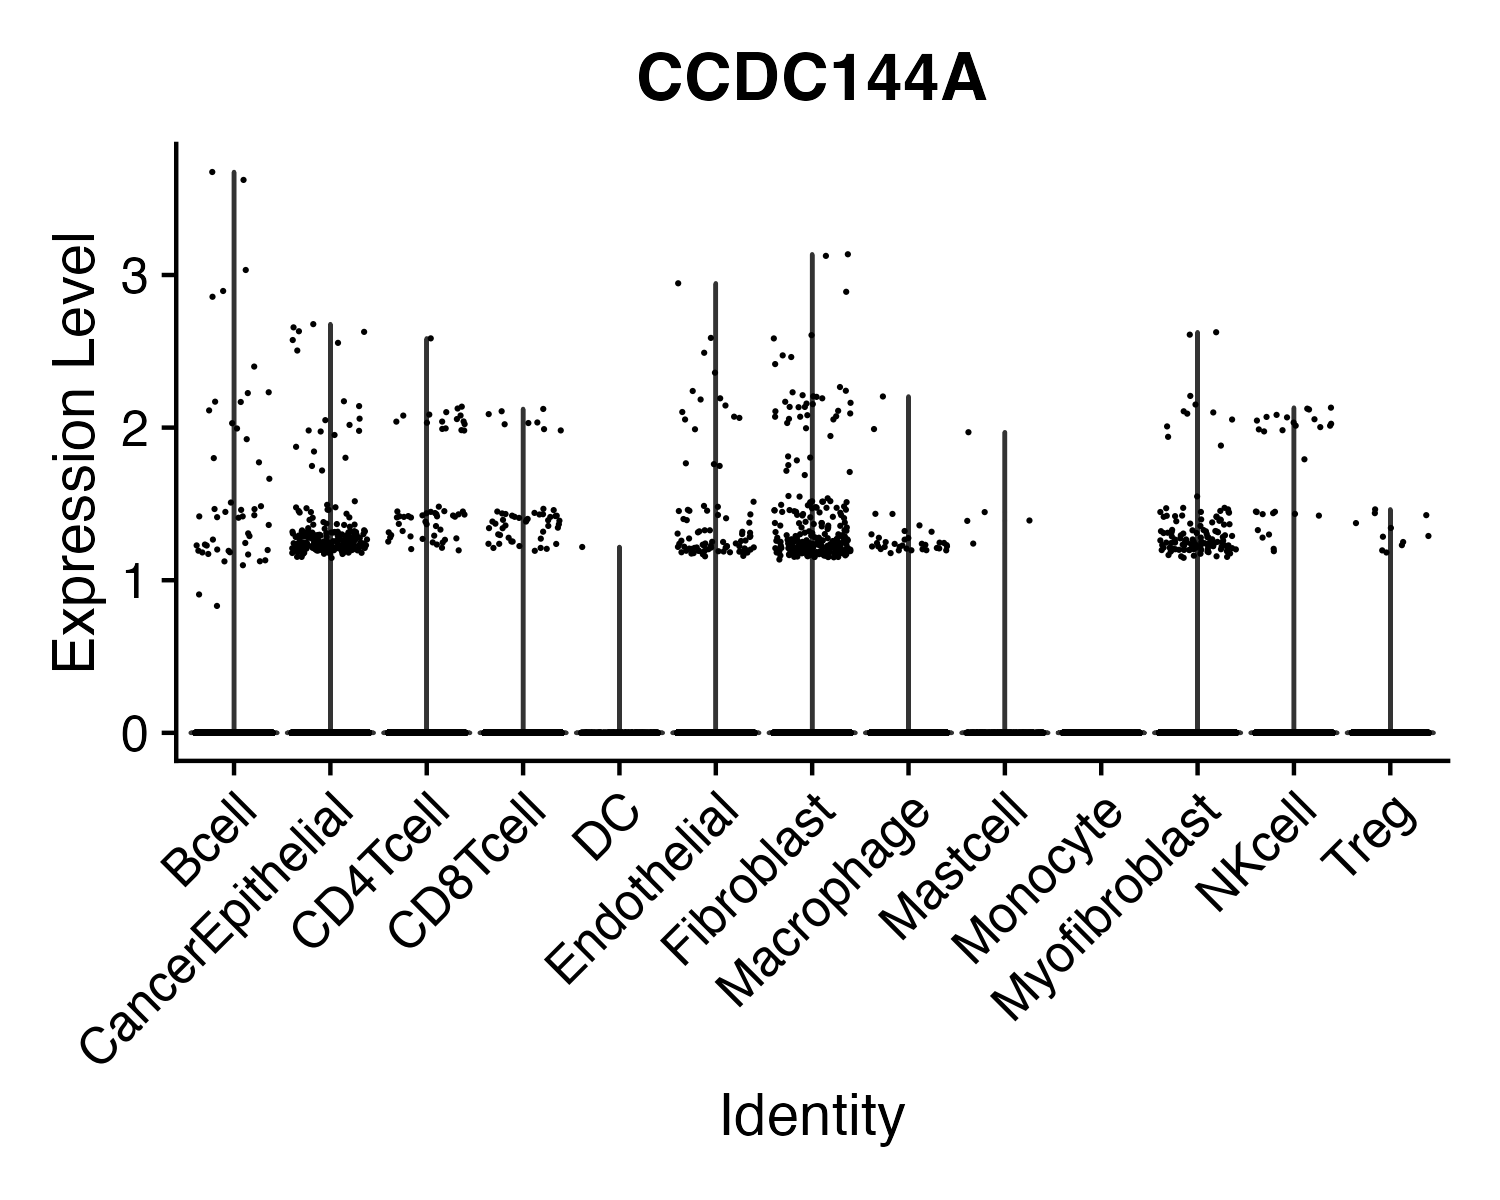 CCDC144A
Expression Level
3
2
1
0
Bcell
CancerEpithelial
CD4Tcell
CD8Tcell
DC
Endothelial
Fibroblast
Macrophage
Mastcell
Monocyte
Myofibroblast
NKcell
Treg
Identity